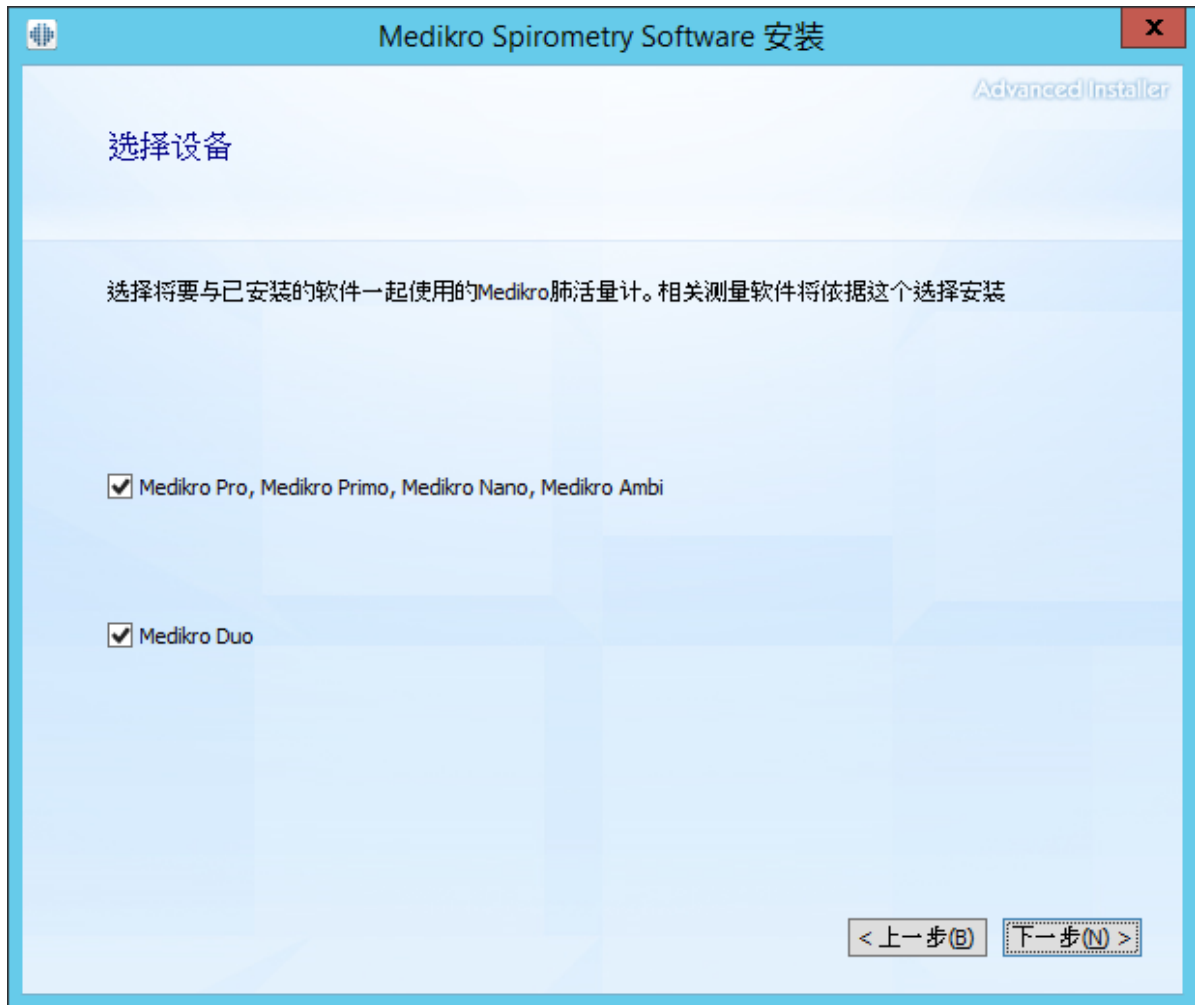 Medikro Spirometry Software 安装
Advanced Installer
选择设备
选择将要与已安装的软件一起使用的Medikro肺活量计。相关测量软件将依据这个选择安装
Medikro Pro, Medikro Primo, Medikro Nano, Medikro Ambi
Medikro Duo
< 上一步(B) 下一步(N) >